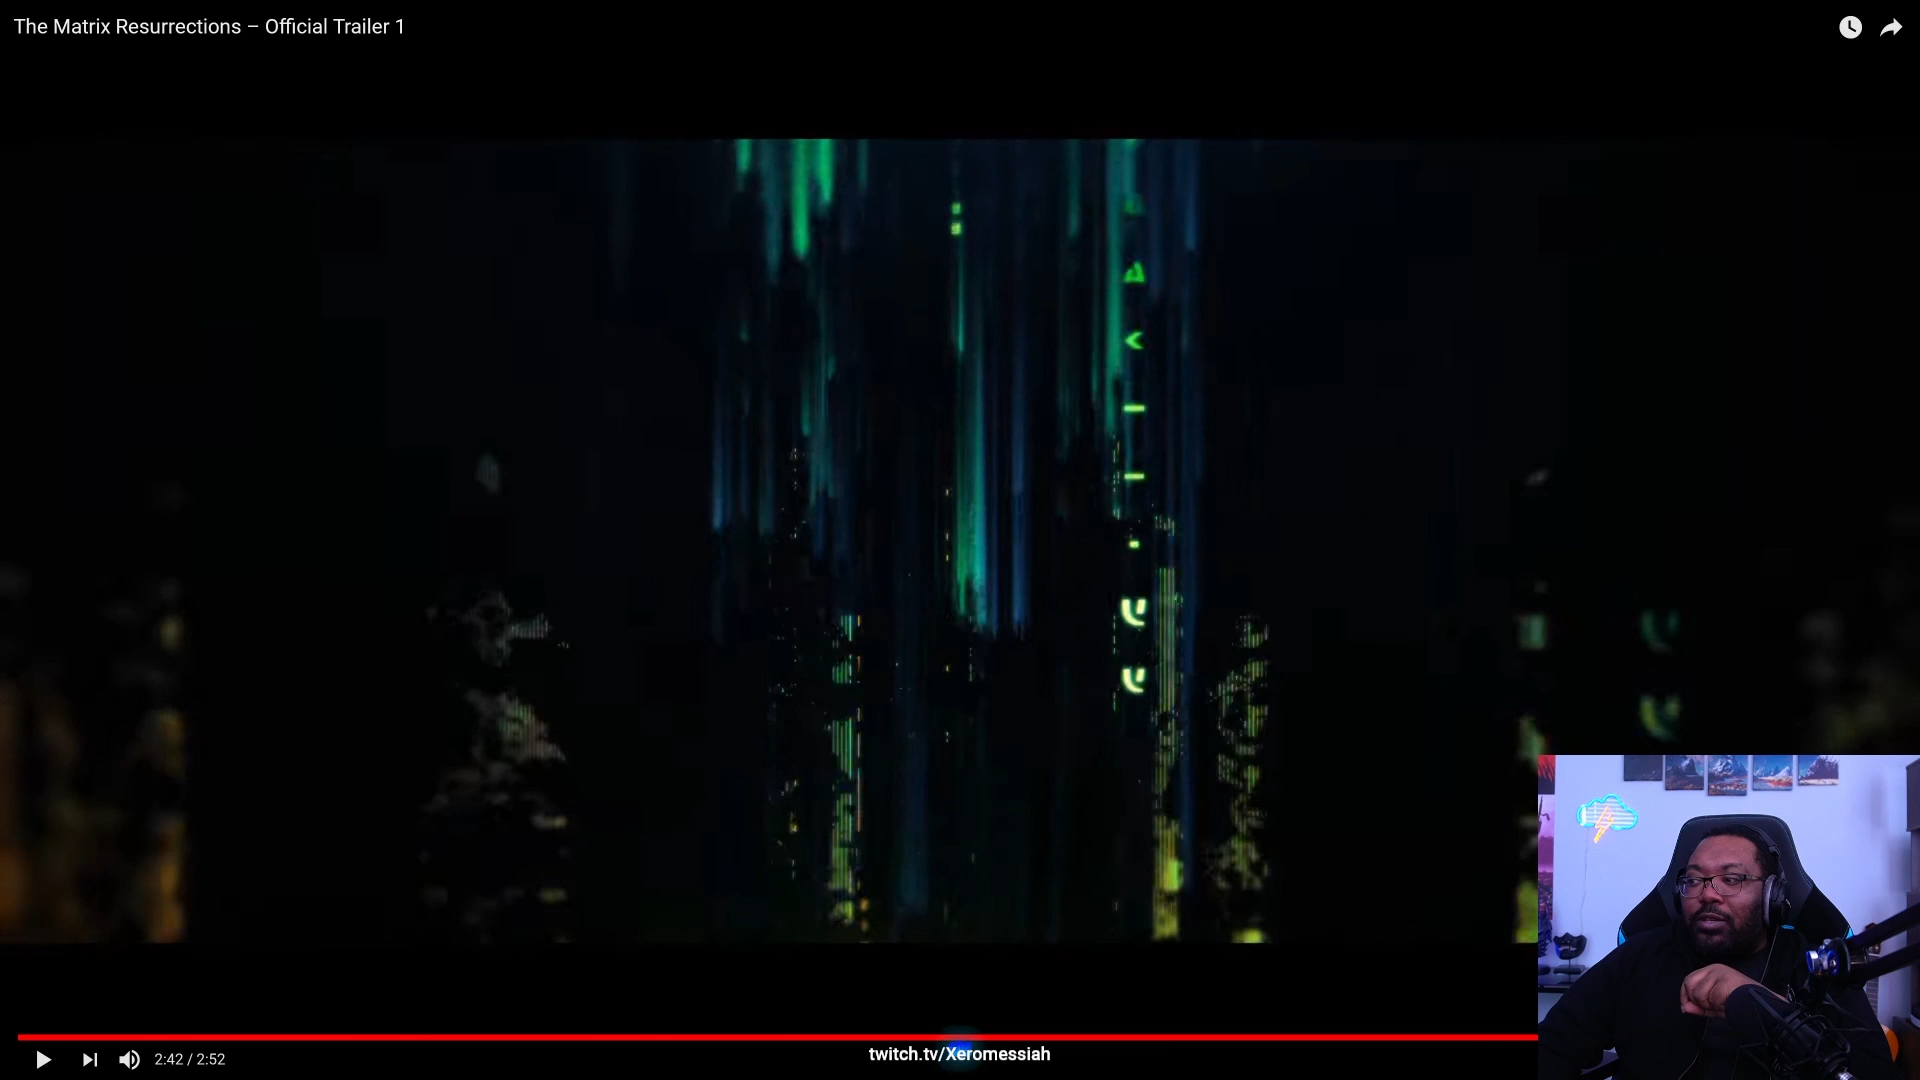 The Matrix Resurrections – Official Trailer 1
2:42 / 2:52
twitch.tv/Xeromessiah